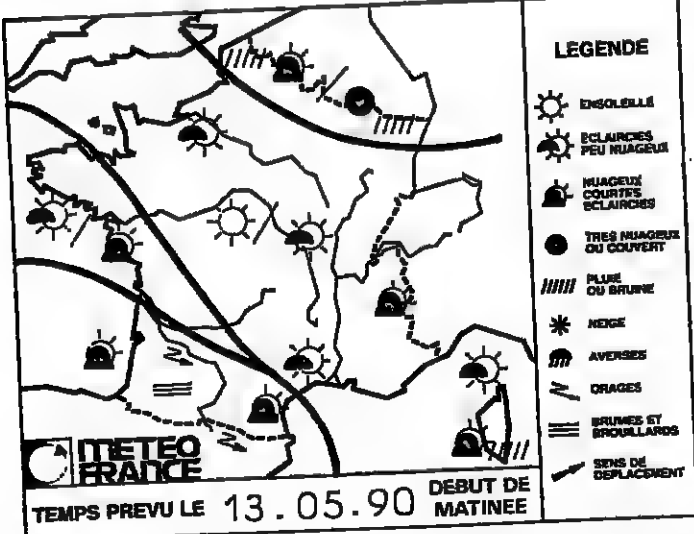 METEO
FRANCE
TEMPS PREVU LE 13.05.90 DEBUT DE
MATINEE
LEGENDE
ENSOLEILLE
ECLAIRCIES
PEU NUAGEUX
NUAGEUX
COURTES
ECLAIRCIES
TRES NUAGEUX
OU COUVERT
PLUIE
OU BRUINE
NEIGE
AVERSES
ORAGES
BRUMES ET
BROUILLARDS
SENS DE
DEPLACEMENT